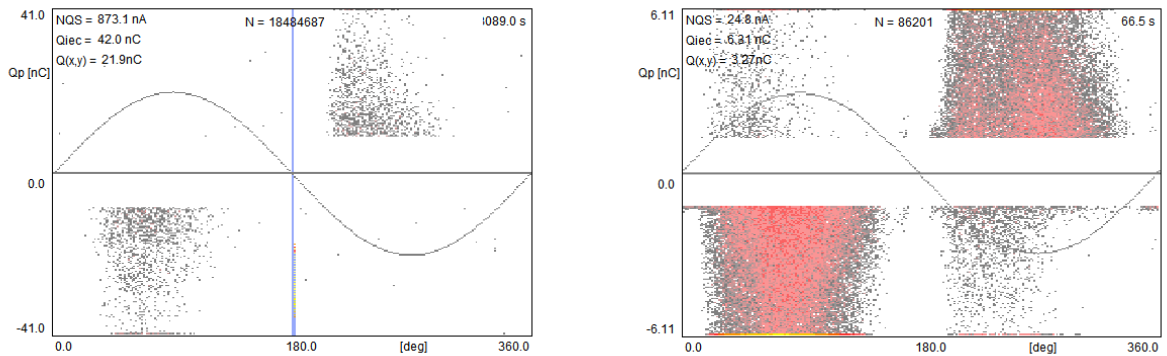 41.0
NQS = 873.1 nA
N = 18484687
Qiec = 42.0 nC
Q(x,y) = 21.9nC
Qp [nC]
0.0
-41.0
0.0
180.0
[deg]
360.0
6.11
NQS = 24.8 nA
N = 86201
66.5 s
Qiec = 6.31 nC
Q(x,y) = 3.27nC
Qp [nC]
0.0
-6.11
0.0
180.0
[deg]
360.0